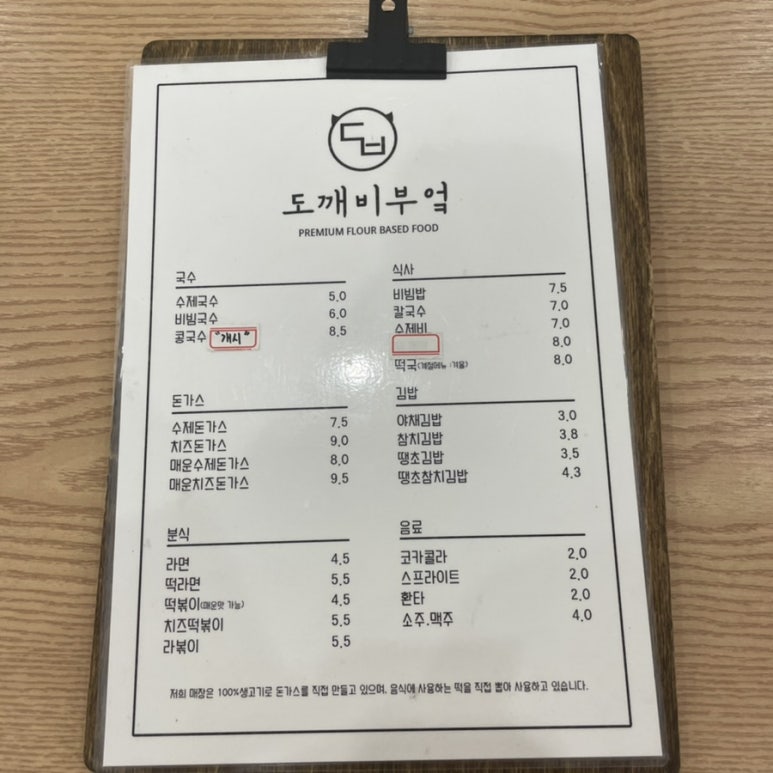 도깨비부엌
PREMIUM FLOUR BASED FOOD
국수
수제국수 5.0
비빔국수 6.0
콩국수 "개시" 8.5
돈가스
수제돈가스 7.5
치즈돈가스 9.0
매운수제돈가스 8.0
매운치즈돈가스 9.5
분식
라면 4.5
떡라면 5.5
떡볶이(매운맛 가능) 4.5
치즈떡볶이 5.5
라볶이 5.5
식사
비빔밥 7.5
칼국수 7.0
수제비 7.0
8.0
떡국(계절메뉴:겨울) 8.0
김밥
야채김밥 3.0
참치김밥 3.8
땡초김밥 3.5
땡초참치김밥 4.3
음료
코카콜라 2.0
스프라이트 2.0
환타 2.0
소주.맥주 4.0
저희 매장은 100%생고기로 돈가스를 직접 만들고 있으며, 음식에 사용하는 떡을 직접 뽑아 사용하고 있습니다.